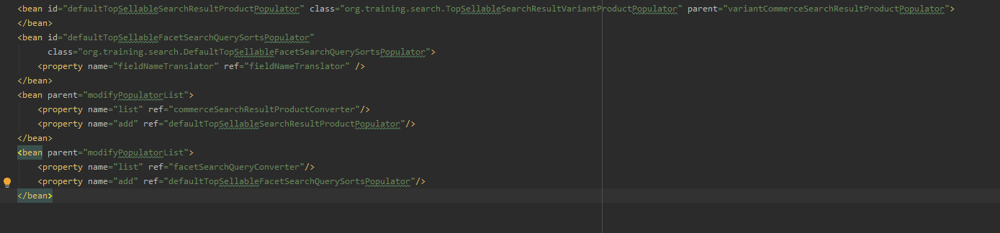 <bean id="defaultTopSellableSearchResultProductPopulator" class="org.training.search.TopSellableSearchResultVariantProductPopulator" parent="variantCommerceSearchResultProductPopulator">
</bean>
<bean id="defaultTopSellableFacetSearchQuerySortsPopulator"
class="org.training.search.DefaultTopSellableFacetSearchQuerySortsPopulator">
<property name="fieldNameTranslator" ref="fieldNameTranslator" />
</bean>
<bean parent="modifyPopulatorList">
<property name="list" ref="commerceSearchResultProductConverter"/>
<property name="add" ref="defaultTopSellableSearchResultProductPopulator"/>
</bean>
<bean parent="modifyPopulatorList">
<property name="list" ref="facetSearchQueryConverter"/>
<property name="add" ref="defaultTopSellableFacetSearchQuerySortsPopulator"/>
</bean>